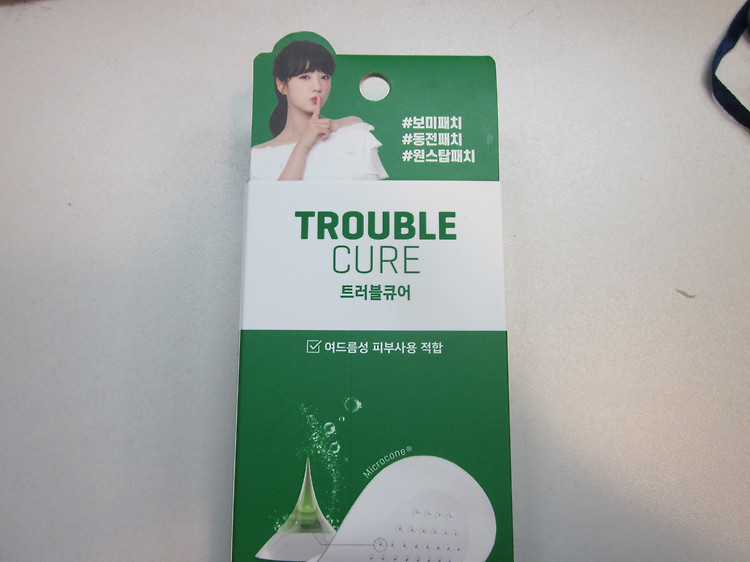 #보미패치
#동전패치
#원스탑패치
TROUBLE
CURE
트러블큐어
여드름성 피부사용 적합
Microcone®